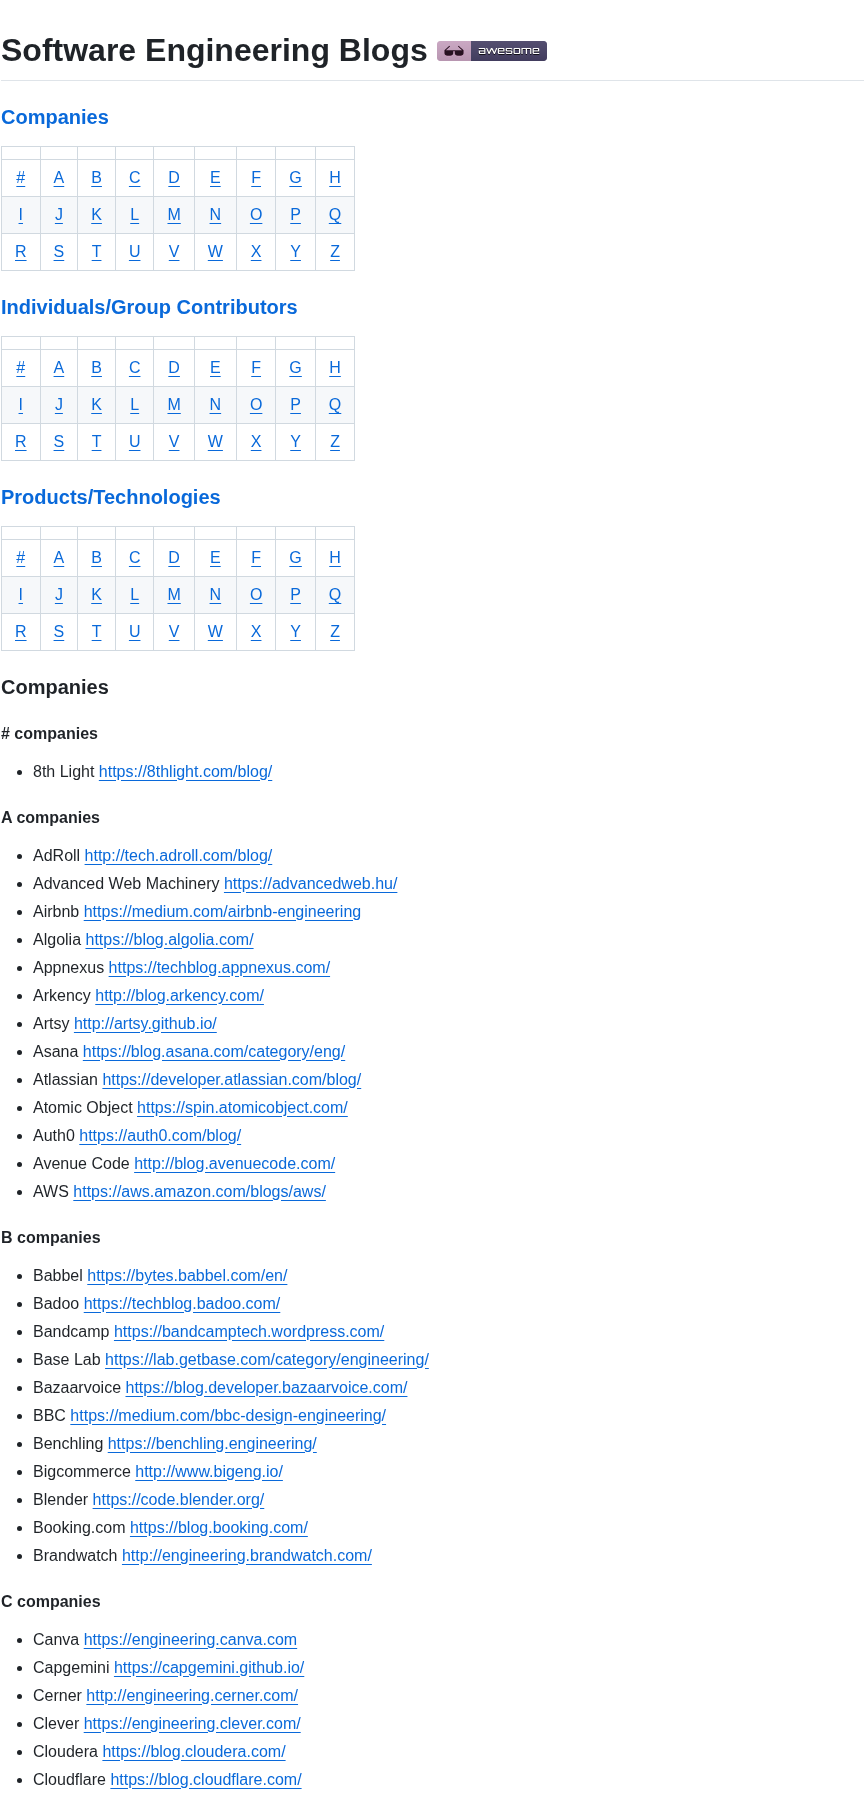 Software Engineering Blogs awesome
Companies
# A B C D E F G H
I J K L M N O P Q
R S T U V W X Y Z
Individuals/Group Contributors
# A B C D E F G H
I J K L M N O P Q
R S T U V W X Y Z
Products/Technologies
# A B C D E F G H
I J K L M N O P Q
R S T U V W X Y Z
Companies
# companies
8th Light https://8thlight.com/blog/
A companies
AdRoll http://tech.adroll.com/blog/
Advanced Web Machinery https://advancedweb.hu/
Airbnb https://medium.com/airbnb-engineering
Algolia https://blog.algolia.com/
Appnexus https://techblog.appnexus.com/
Arkency http://blog.arkency.com/
Artsy http://artsy.github.io/
Asana https://blog.asana.com/category/eng/
Atlassian https://developer.atlassian.com/blog/
Atomic Object https://spin.atomicobject.com/
Auth0 https://auth0.com/blog/
Avenue Code http://blog.avenuecode.com/
AWS https://aws.amazon.com/blogs/aws/
B companies
Babbel https://bytes.babbel.com/en/
Badoo https://techblog.badoo.com/
Bandcamp https://bandcamptech.wordpress.com/
Base Lab https://lab.getbase.com/category/engineering/
Bazaarvoice https://blog.developer.bazaarvoice.com/
BBC https://medium.com/bbc-design-engineering/
Benchling https://benchling.engineering/
Bigcommerce http://www.bigeng.io/
Blender https://code.blender.org/
Booking.com https://blog.booking.com/
Brandwatch http://engineering.brandwatch.com/
C companies
Canva https://engineering.canva.com
Capgemini https://capgemini.github.io/
Cerner http://engineering.cerner.com/
Clever https://engineering.clever.com/
Cloudera https://blog.cloudera.com/
Cloudflare https://blog.cloudflare.com/